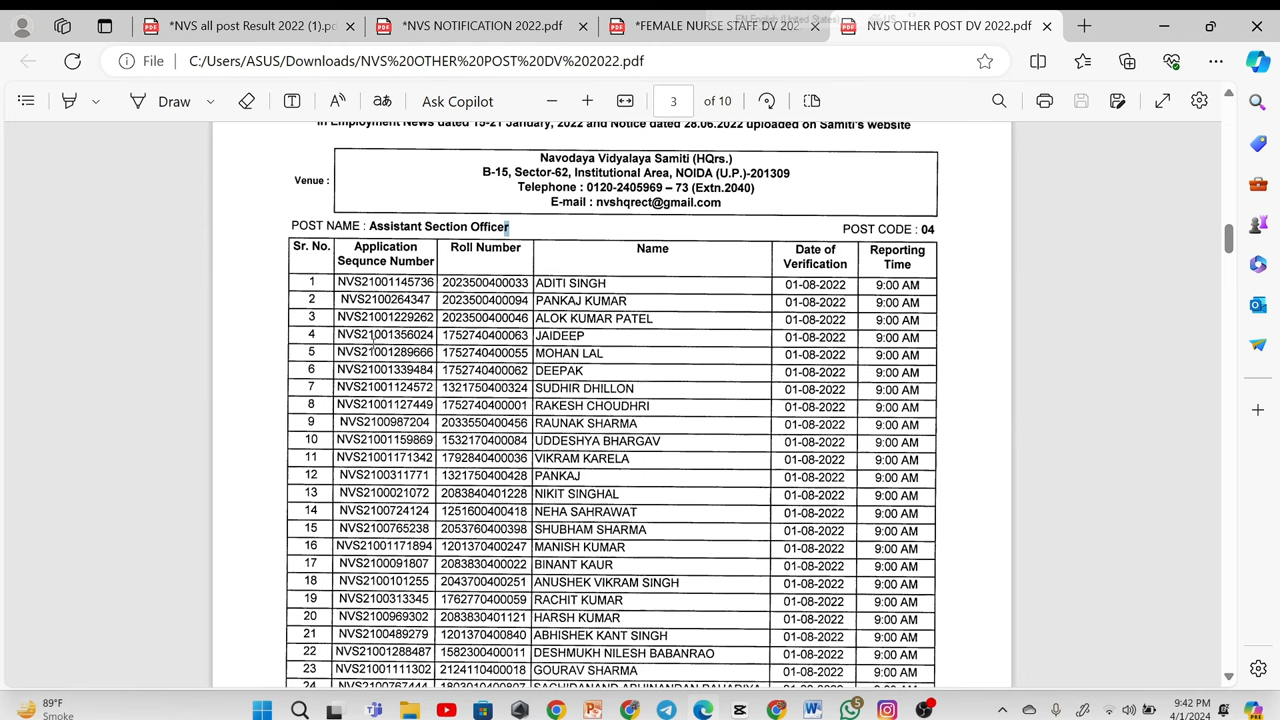 *NVS all post Result 2022 (1).p
*NVS NOTIFICATION 2022.pdf
*FEMALE NURSE STAFF DV 202
NVS OTHER POST DV 2022.pdf
EN English (United States)
File
C:/Users/ASUS/Downloads/NVS%20OTHER%20POST%20DV%202022.pdf
Draw
Ask Copilot
3 of 10
in Employment News dated 15-21 January, 2022 and Notice dated 28.06.2022 uploaded on Samiti's website
Venue :
Navodaya Vidyalaya Samiti (HQrs.)
B-15, Sector-62, Institutional Area, NOIDA (U.P.)-201309
Telephone : 0120-2405969 – 73 (Extn.2040)
E-mail : nvshqrect@gmail.com
POST NAME : Assistant Section Officer POST CODE : 04
Sr. No. Application Sequnce Number Roll Number Name Date of Verification Reporting Time
1 NVS21001145736 2023500400033 ADITI SINGH 01-08-2022 9:00 AM
2 NVS2100264347 2023500400094 PANKAJ KUMAR 01-08-2022 9:00 AM
3 NVS21001229262 2023500400046 ALOK KUMAR PATEL 01-08-2022 9:00 AM
4 NVS21001356024 1752740400063 JAIDEEP 01-08-2022 9:00 AM
5 NVS21001289666 1752740400055 MOHAN LAL 01-08-2022 9:00 AM
6 NVS21001339484 1752740400062 DEEPAK 01-08-2022 9:00 AM
7 NVS21001124572 1321750400324 SUDHIR DHILLON 01-08-2022 9:00 AM
8 NVS21001127449 1752740400001 RAKESH CHOUDHRI 01-08-2022 9:00 AM
9 NVS2100987204 2033550400456 RAUNAK SHARMA 01-08-2022 9:00 AM
10 NVS21001159869 1532170400084 UDDESHYA BHARGAV 01-08-2022 9:00 AM
11 NVS21001171342 1792840400036 VIKRAM KARELA 01-08-2022 9:00 AM
12 NVS2100311771 1321750400428 PANKAJ 01-08-2022 9:00 AM
13 NVS2100021072 2083840401228 NIKIT SINGHAL 01-08-2022 9:00 AM
14 NVS2100724124 1251600400418 NEHA SAHRAWAT 01-08-2022 9:00 AM
15 NVS2100765238 2053760400398 SHUBHAM SHARMA 01-08-2022 9:00 AM
16 NVS21001171894 1201370400247 MANISH KUMAR 01-08-2022 9:00 AM
17 NVS2100091807 2083830400022 BINANT KAUR 01-08-2022 9:00 AM
18 NVS2100101255 2043700400251 ANUSHEK VIKRAM SINGH 01-08-2022 9:00 AM
19 NVS2100313345 1762770400059 RACHIT KUMAR 01-08-2022 9:00 AM
20 NVS2100969302 2083830401121 HARSH KUMAR 01-08-2022 9:00 AM
21 NVS2100489279 1201370400840 ABHISHEK KANT SINGH 01-08-2022 9:00 AM
22 NVS21001288487 1582300400011 DESHMUKH NILESH BABANRAO 01-08-2022 9:00 AM
23 NVS21001111302 2124110400018 GOURAV SHARMA 01-08-2022 9:00 AM
89°F
Smoke
9:42 PM
4/1/2024